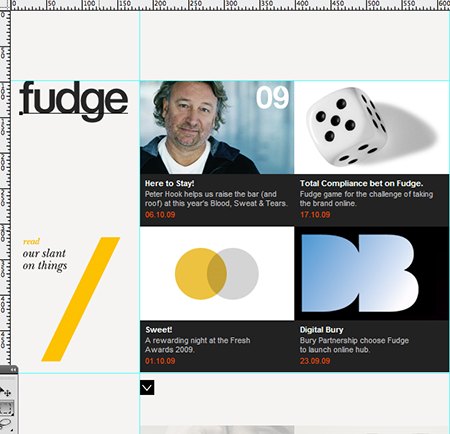 0 50 100 150 200 250 300 350 400 450 500 550 600
fudge
09
Here to Stay!
Peter Hook helps us raise the bar (and
roof) at this year's Blood, Sweat & Tears.
06.10.09
Total Compliance bet on Fudge.
Fudge game for the challenge of taking
the brand online.
17.10.09
read
our slant
on things
DB
Sweet!
A rewarding night at the Fresh
Awards 2009.
01.10.09
Digital Bury
Bury Partnership choose Fudge
to launch online hub.
23.09.09